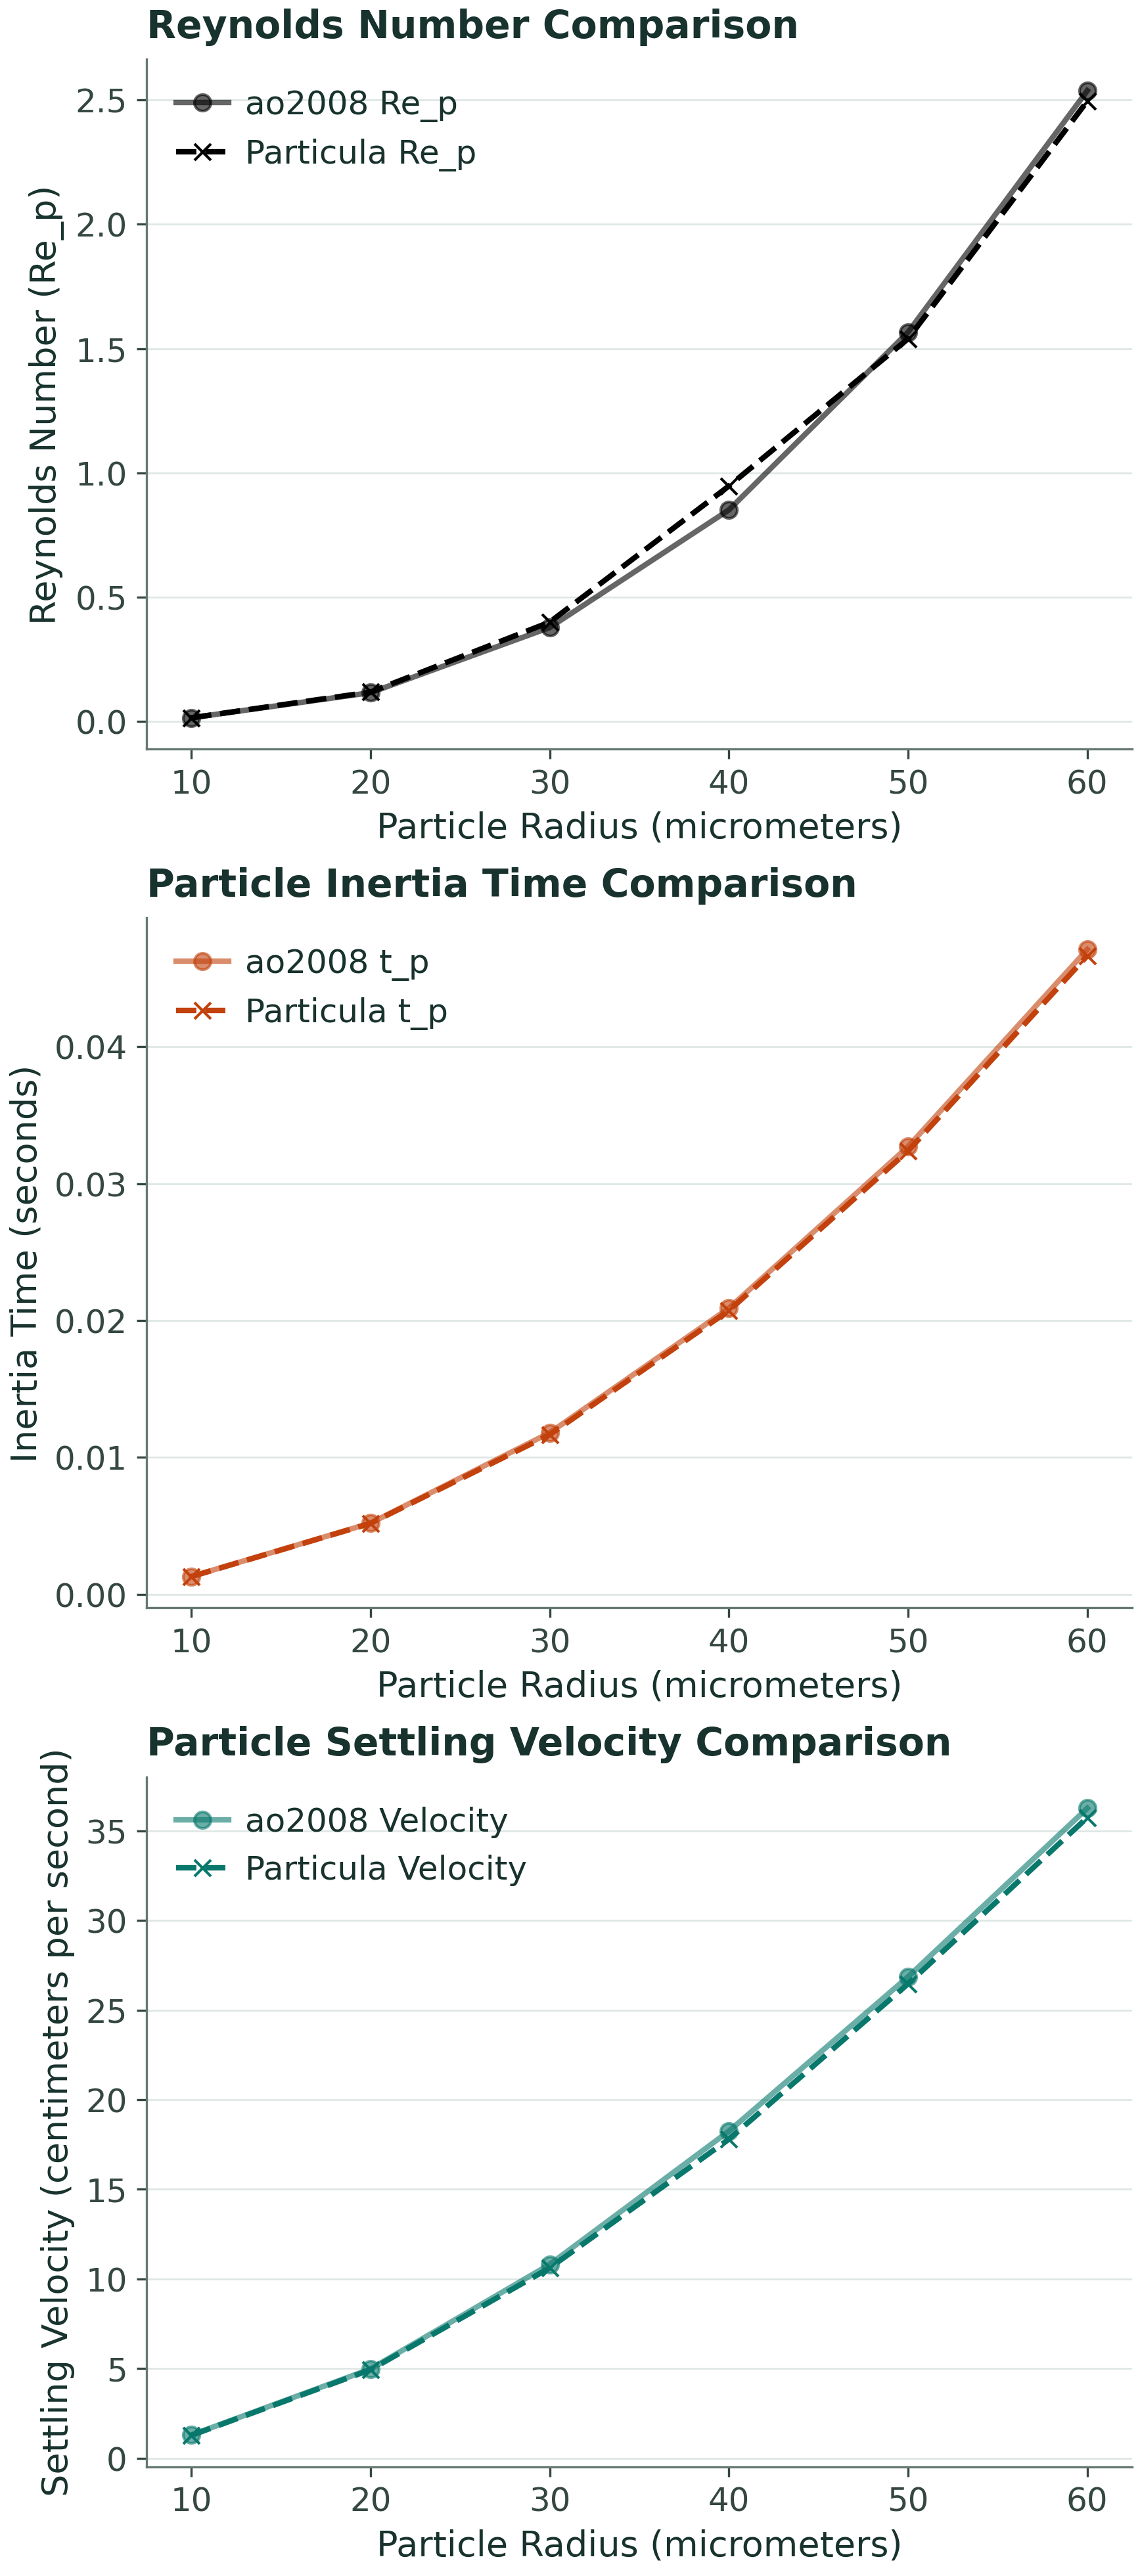 Reynolds Number Comparison
ao2008 Re_p
Particula Re_p
Reynolds Number (Re_p)
2.5
2.0
1.5
1.0
0.5
0.0
10 20 30 40 50 60
Particle Radius (micrometers)
Particle Inertia Time Comparison
ao2008 t_p
Particula t_p
Inertia Time (seconds)
0.04
0.03
0.02
0.01
0.00
10 20 30 40 50 60
Particle Radius (micrometers)
Particle Settling Velocity Comparison
ao2008 Velocity
Particula Velocity
Settling Velocity (centimeters per second)
35
30
25
20
15
10
5
0
10 20 30 40 50 60
Particle Radius (micrometers)